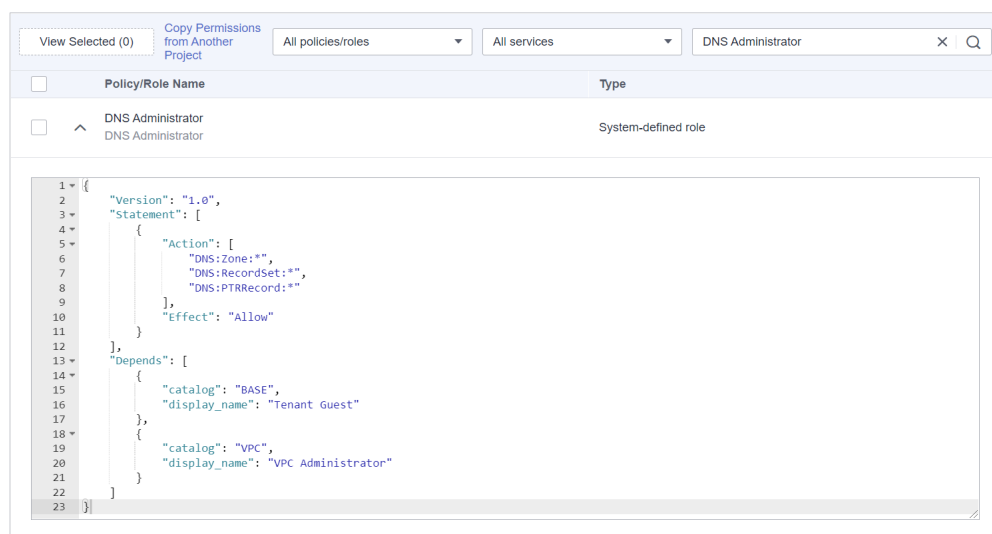 View Selected (0)
Copy Permissions
from Another
Project
All policies/roles
All services
DNS Administrator
Policy/Role Name
Type
DNS Administrator
DNS Administrator
System-defined role
1 {
2 "Version": "1.0",
3 "Statement": [
4 {
5 "Action": [
6 "DNS:Zone:*",
7 "DNS:RecordSet:*",
8 "DNS:PTRRecord:*"
9 ],
10 "Effect": "Allow"
11 }
12 ],
13 "Depends": [
14 {
15 "catalog": "BASE",
16 "display_name": "Tenant Guest"
17 },
18 {
19 "catalog": "VPC",
20 "display_name": "VPC Administrator"
21 }
22 ]
23 }